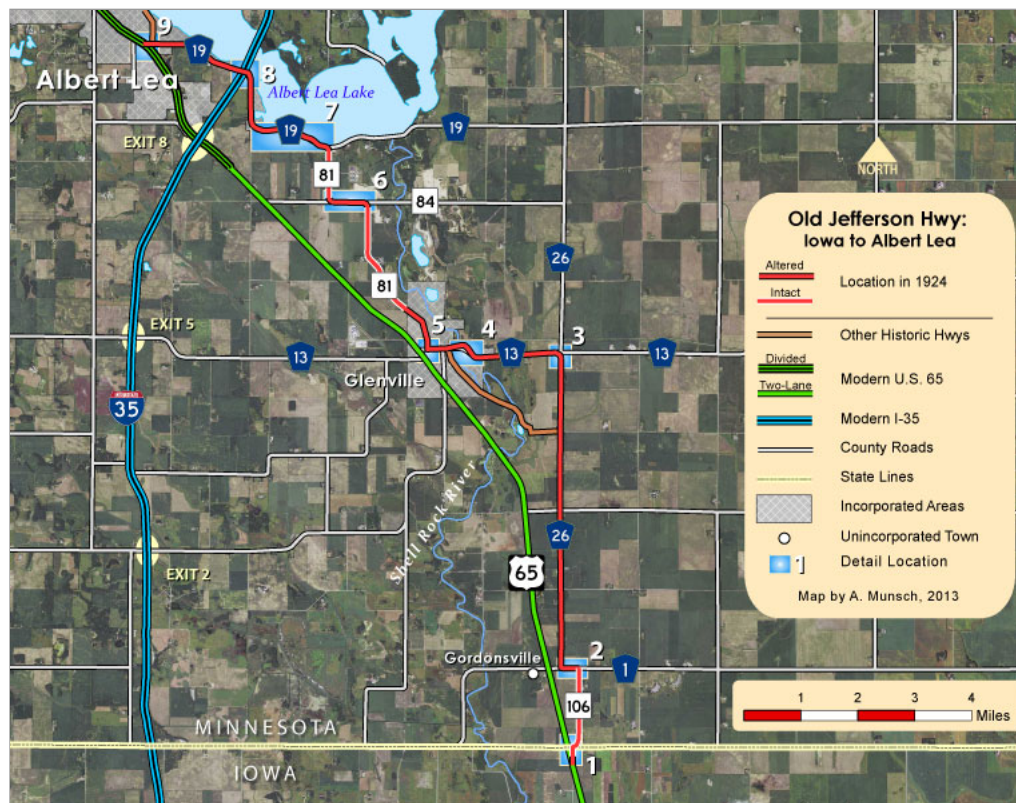 9
19
8
Albert Lea
Albert Lea Lake
7
19
19
EXIT 8
81
6
84
NORTH
26
81
EXIT 5
5
4
13
3
13
13
Glenville
35
Shell Rock River
26
65
EXIT 2
Gordonsville
2
1
106
MINNESOTA
IOWA
1
Old Jefferson Hwy:
Iowa to Albert Lea
Altered
Intact
Location in 1924
Other Historic Hwys
Divided
Two-Lane
Modern U.S. 65
Modern I-35
County Roads
State Lines
Incorporated Areas
Unincorporated Town
1 Detail Location
Map by A. Munsch, 2013
1 2 3 4
Miles